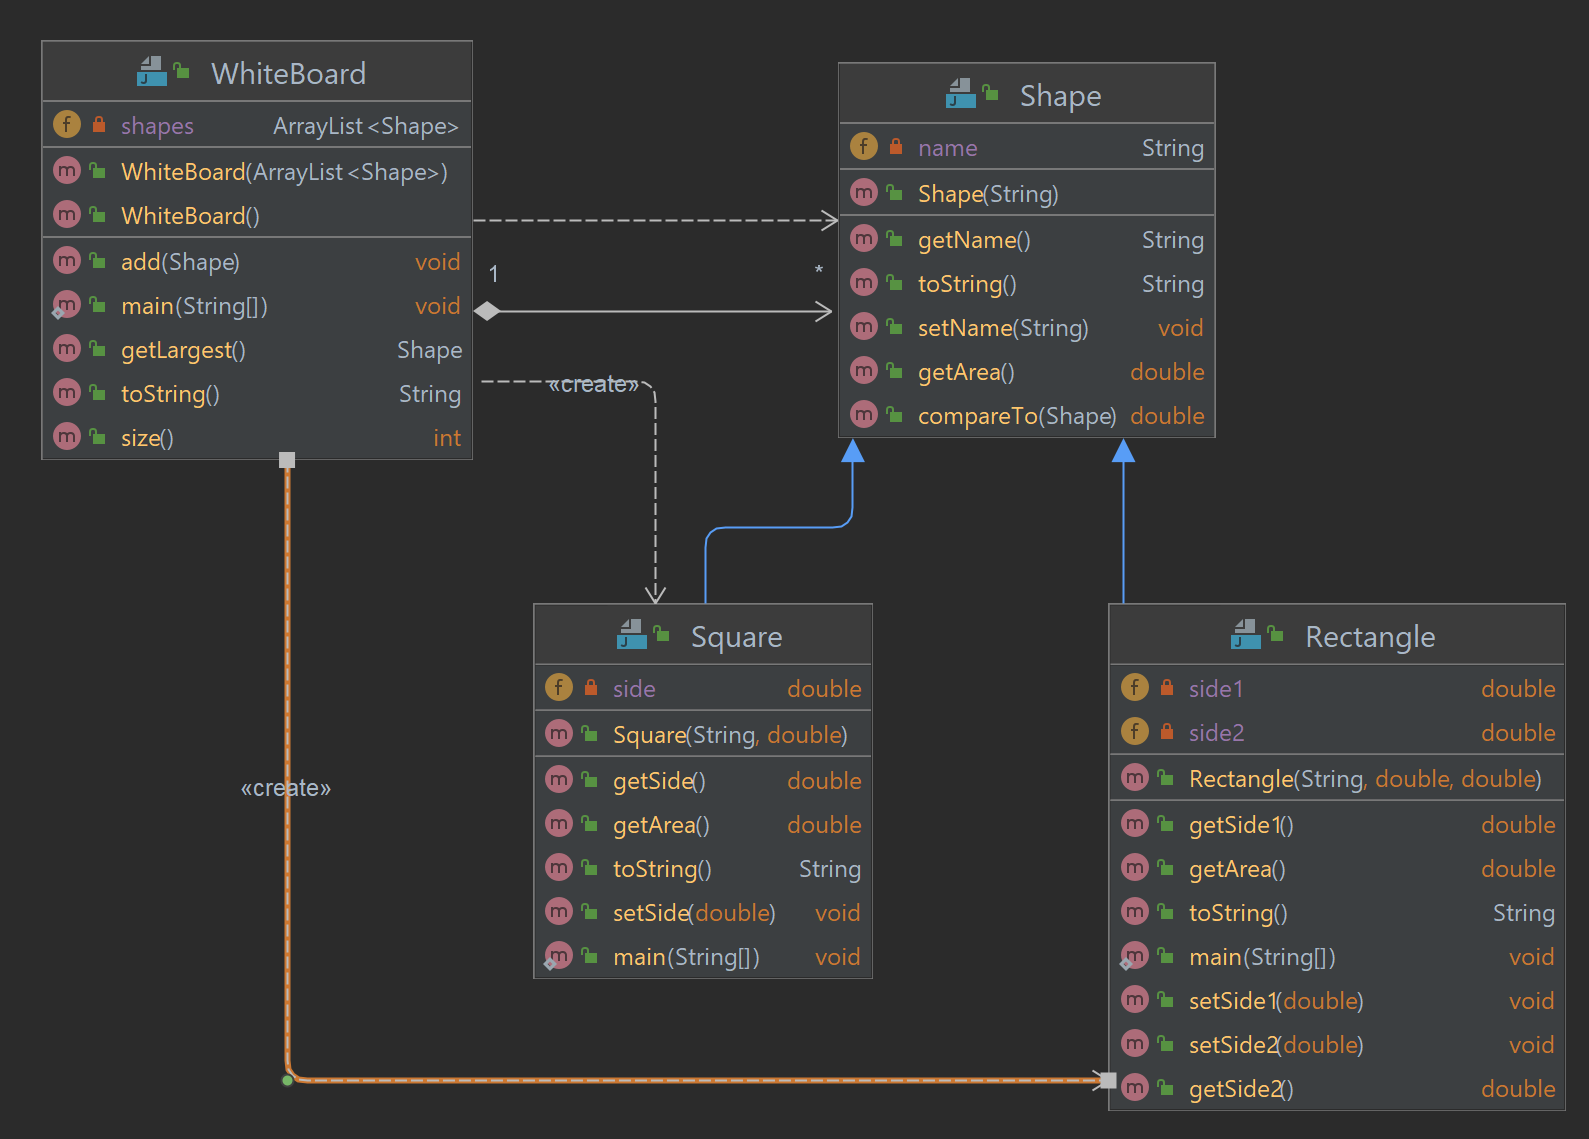 WhiteBoard
shapes ArrayList<Shape>
WhiteBoard(ArrayList<Shape>)
WhiteBoard()
add(Shape) void
main(String[]) void
getLargest() Shape
toString() String
size() int
Shape
name String
Shape(String)
getName() String
toString() String
setName(String) void
getArea() double
compareTo(Shape) double
1
*
«create»
«create»
Square
side double
Square(String, double)
getSide() double
getArea() double
toString() String
setSide(double) void
main(String[]) void
Rectangle
side1 double
side2 double
Rectangle(String, double, double)
getSide1() double
getArea() double
toString() String
main(String[]) void
setSide1(double) void
setSide2(double) void
getSide2() double